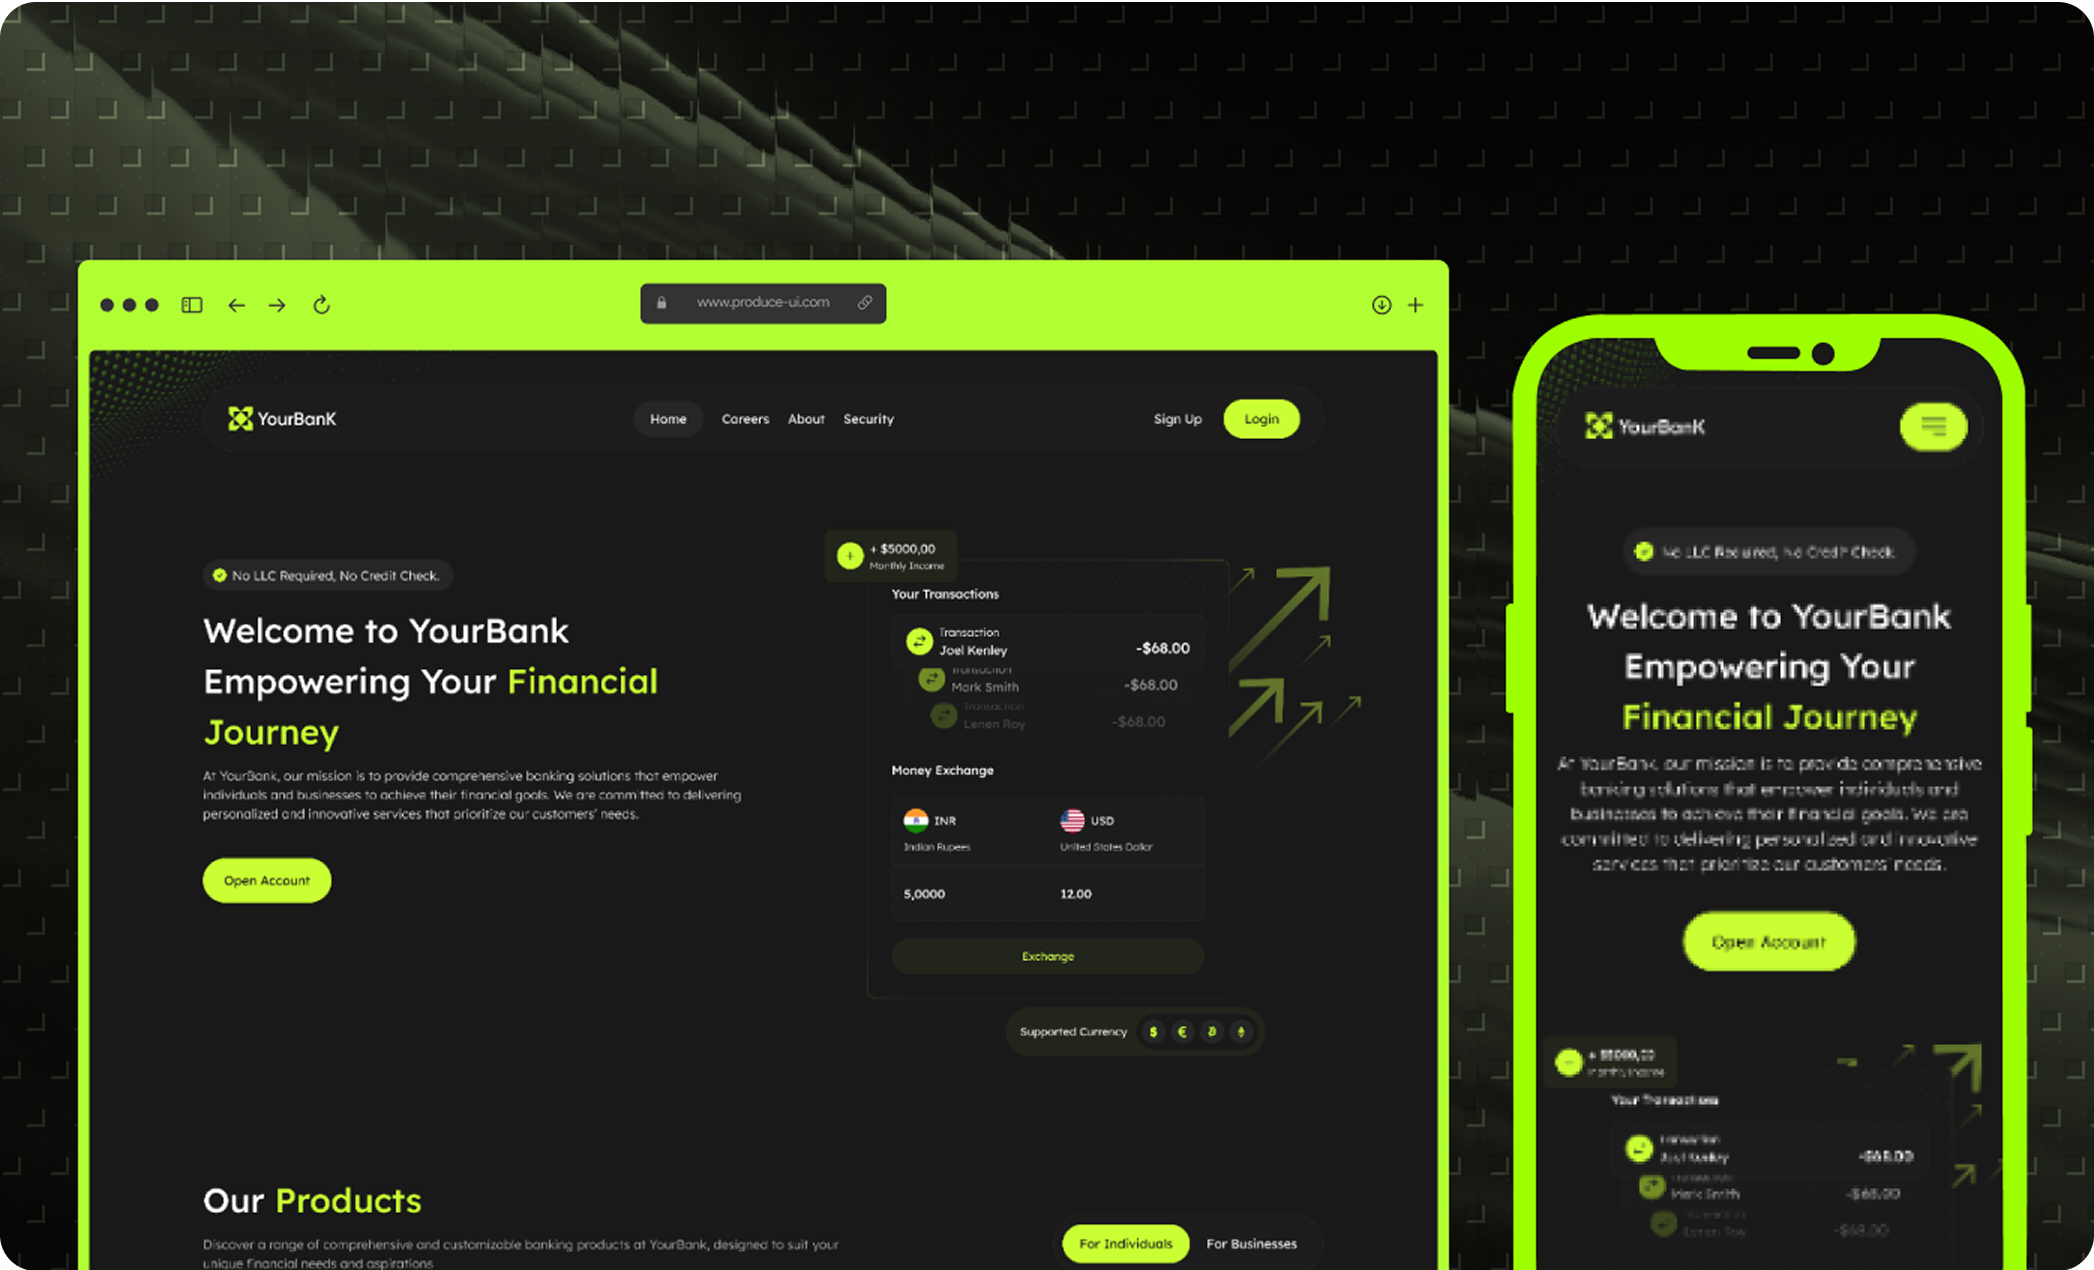 www.produce-ui.com
YourBanK
Home
Careers
About
Security
Sign Up
Login
No LLC Required, No Credit Check.
Welcome to YourBank
Empowering Your Financial
Journey
At YourBank, our mission is to provide comprehensive banking solutions that empower
individuals and businesses to achieve their financial goals. We are committed to delivering
personalized and innovative services that prioritize our customers' needs.
Open Account
+ $5000,00
Monthly Income
Your Transactions
Transaction
Joel Kenley
-$68.00
Transaction
Mark Smith
-$68.00
Transaction
Lenen Roy
-$68.00
Money Exchange
INR
Indian Rupees
USD
United States Dollar
5,0000
12.00
Exchange
Supported Currency
Our Products
Discover a range of comprehensive and customizable banking products at YourBank, designed to suit your
unique financial needs and aspirations
For Individuals
For Businesses
YourBanK
No LLC Required, No Credit Check.
Welcome to YourBank
Empowering Your
Financial Journey
At YourBank, our mission is to provide comprehensive
banking solutions that empower individuals and
businesses to achieve their financial goals. We are
committed to delivering personalized and innovative
services that prioritize our customers' needs.
Open Account
+ $5000,00
Monthly Income
Your Transactions
Transaction
Joel Kenley
-$68.00
Transaction
Mark Smith
-$68.00
Lenen Roy
-$68.00